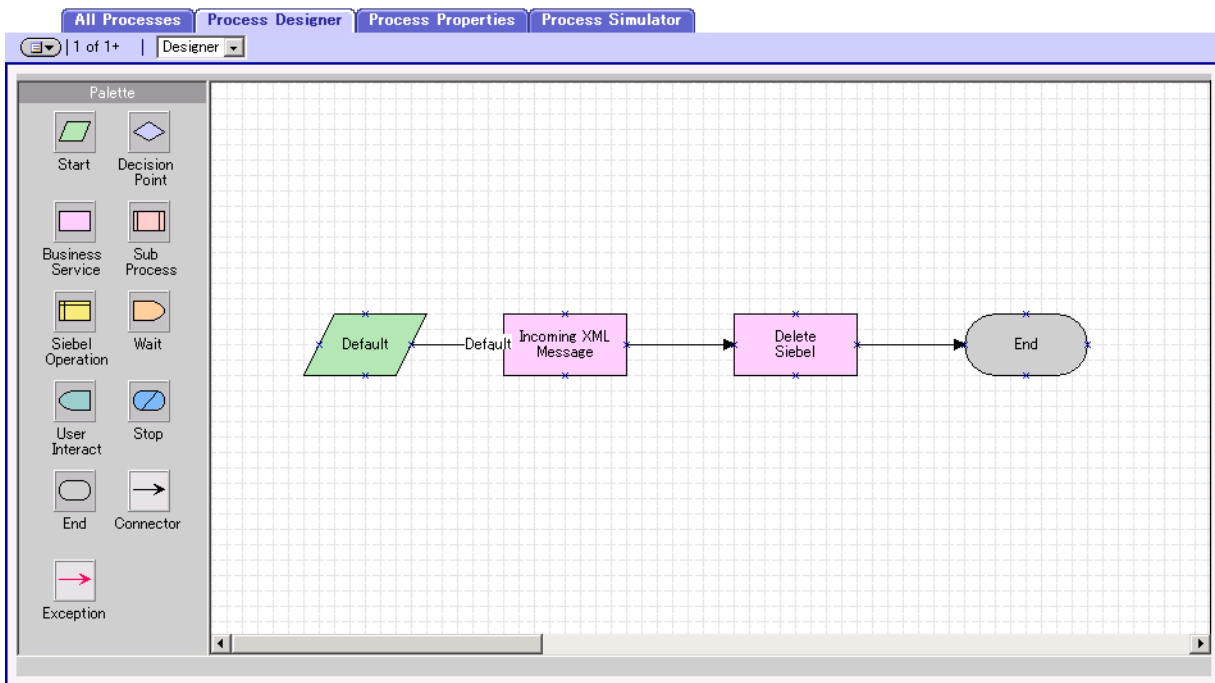 All Processes Process Designer Process Properties Process Simulator
1 of 1+ Designer
Palette
Start Decision
Point
Business Sub
Service Process
Siebel Wait
Operation
User Stop
Interact
End Connector
Exception
Default Default Incoming XML
Message
Delete
Siebel
End